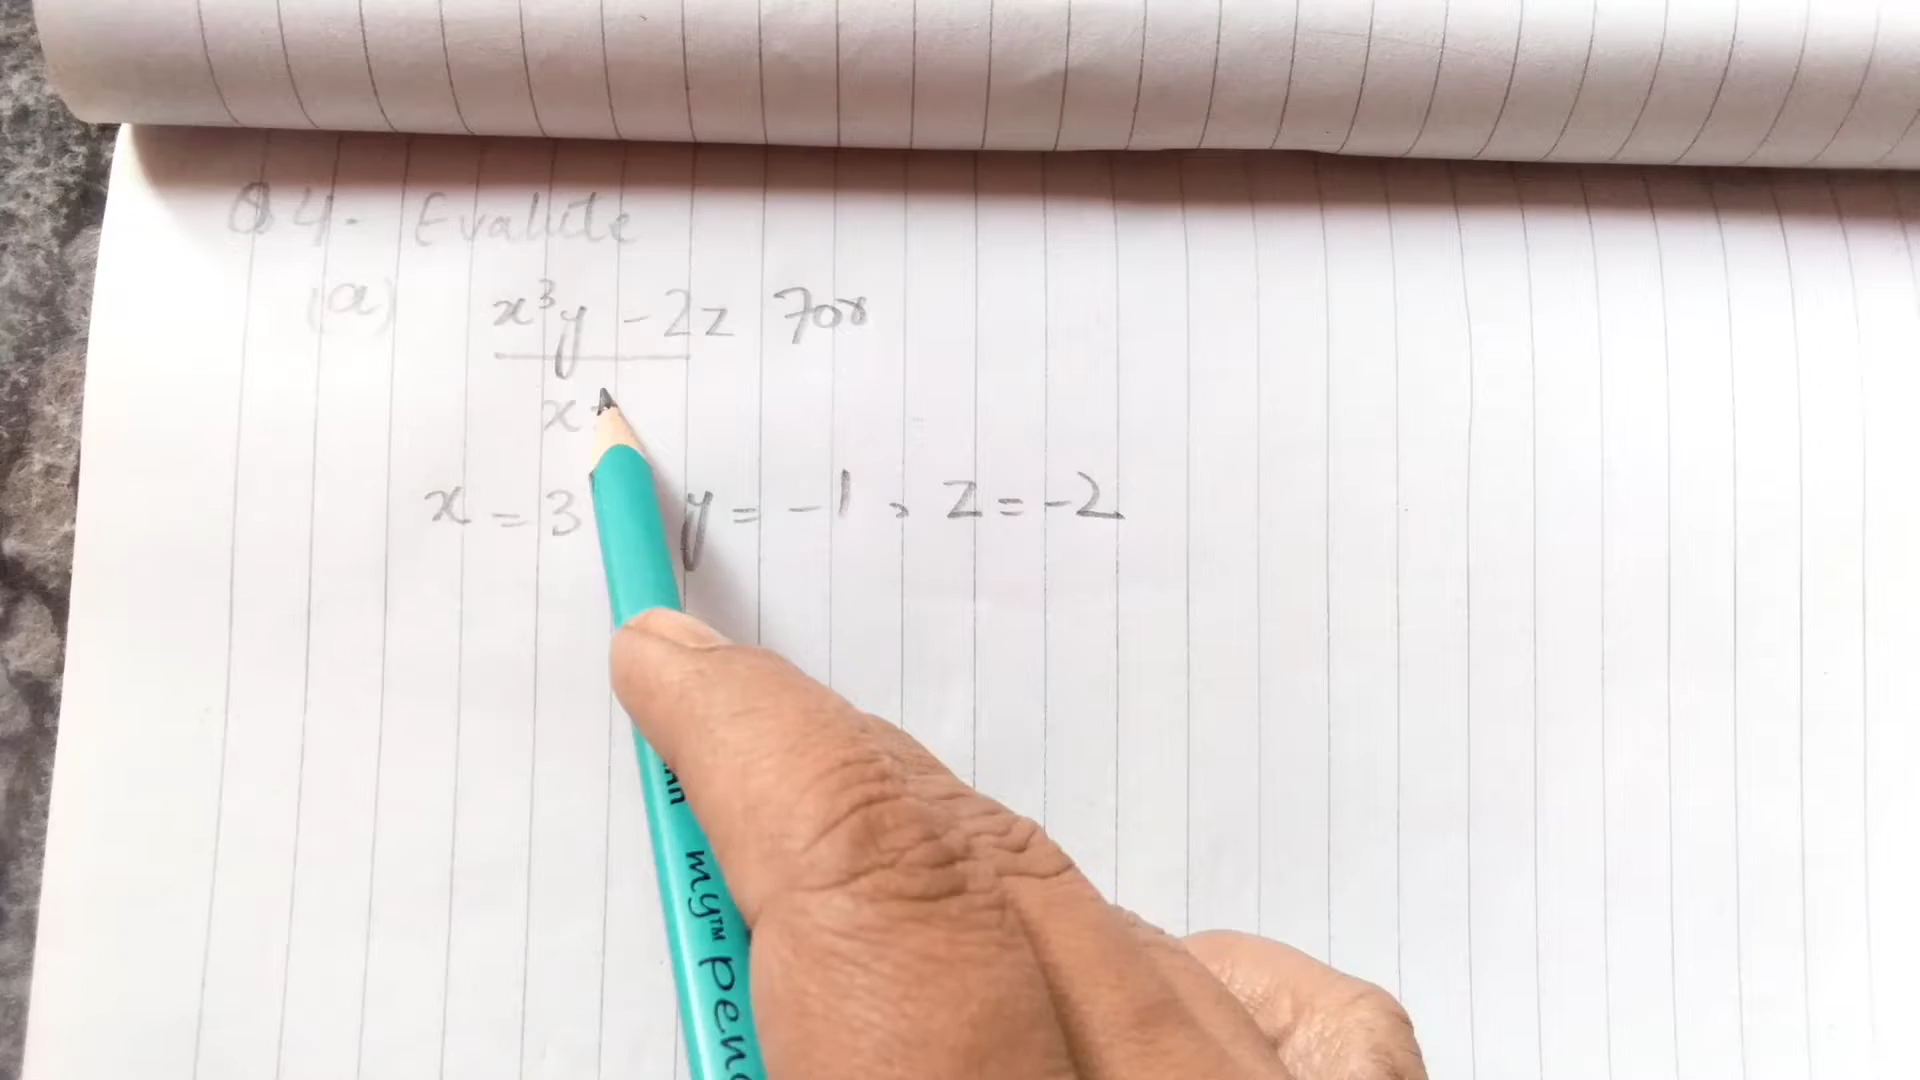 Q4. Evalute
(a) x³y - 2z For
x
x = 3 y = -1, z = -2
my™ penc